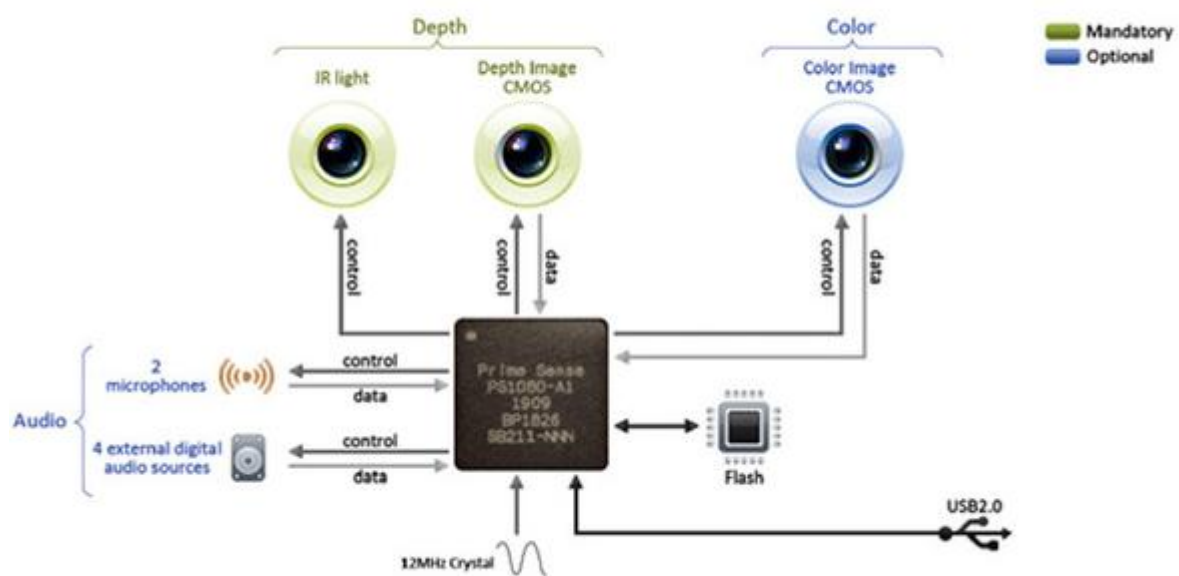 Depth
Color
Mandatory
Optional
IR light
Depth Image
CMOS
Color Image
CMOS
control
control
data
control
data
Audio
2
microphones
control
data
4 external digital
audio sources
control
data
Prime Sense
PS1080-A1
1909
BP1826
SB211-NNN
Flash
USB2.0
12MHz Crystal